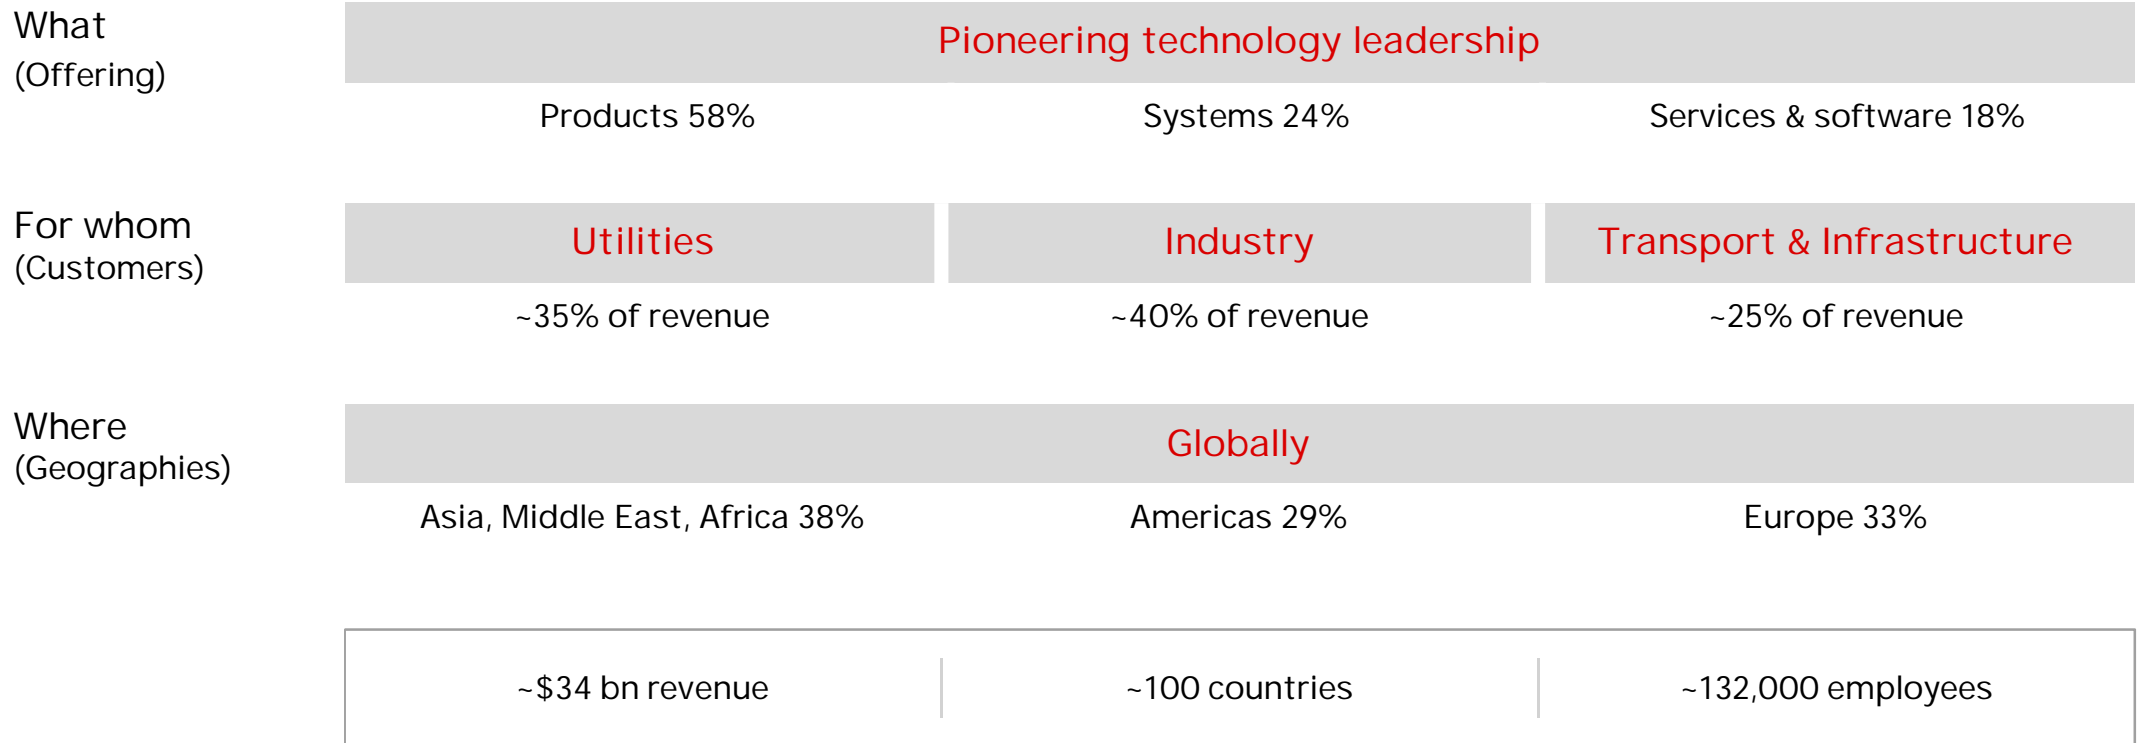 What
(Offering)
Pioneering technology leadership
Products 58%
Systems 24%
Services & software 18%
For whom
(Customers)
Utilities
Industry
Transport & Infrastructure
~35% of revenue
~40% of revenue
~25% of revenue
Where
(Geographies)
Globally
Asia, Middle East, Africa 38%
Americas 29%
Europe 33%
~$34 bn revenue
~100 countries
~132,000 employees